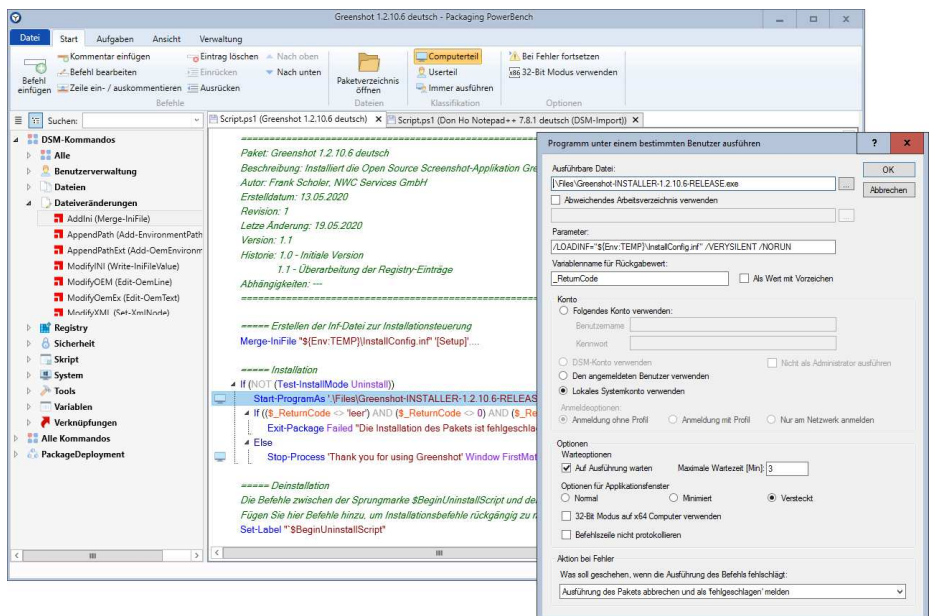 Greenshot 1.2.10.6 deutsch - Packaging PowerBench
Datei Start Aufgaben Ansicht Verwaltung
Befehl einfügen
Kommentar einfügen
Befehl bearbeiten
Zeile ein- / auskommentieren
Eintrag löschen
Einrücken
Ausrücken
Nach oben
Nach unten
Befehle
Paketverzeichnis öffnen
Dateien
Computerteil
Userteil
Immer ausführen
Klassifikation
Bei Fehler fortsetzen
x86 32-Bit Modus verwenden
Optionen
Suchen:
DSM-Kommandos
Alle
Benutzerverwaltung
Dateien
Dateiveränderungen
AddIni (Merge-IniFile)
AppendPath (Add-EnvironmentPath
AppendPathExt (Add-OemEnvironm
ModifyINI (Write-IniFileValue)
ModifyOEM (Edit-OemLine)
ModifyOemEx (Edit-OemText)
ModifyXML (Set-XmlNode)
Registry
Sicherheit
Skript
System
Tools
Variablen
Verknüpfungen
Alle Kommandos
PackageDeployment
Script.ps1 (Greenshot 1.2.10.6 deutsch) X
Script.ps1 (Don Ho Notepad++ 7.8.1 deutsch (DSM-Import)) X
Paket: Greenshot 1.2.10.6 deutsch
Beschreibung: Installiert die Open Source Screenshot-Applikation Gre
Autor: Frank Scholer, NWC Services GmbH
Erstelldatum: 13.05.2020
Revision: 1
Letze Änderung: 19.05.2020
Version: 1.1
Historie: 1.0 - Initiale Version
1.1 - Überarbeitung der Registry-Einträge
Abhängigkeiten: ---
===== Erstellen der Inf-Datei zur Installationsteuerung
Merge-IniFile "${Env:TEMP}\InstallConfig.inf" '[Setup]'....
===== Installation
If (NOT (Test-InstallMode Uninstall))
Start-ProgramAs '.\Files\Greenshot-INSTALLER-1.2.10.6-RELEAS
If (($_ReturnCode <> 'leer') AND ($_ReturnCode <> 0) AND ($_Re
Exit-Package Failed "Die Installation des Pakets ist fehlgeschla
Else
Stop-Process 'Thank you for using Greenshot' Window FirstMat
===== Deinstallation
Die Befehle zwischen der Sprungmarke $BeginUninstallScript und de
Fügen Sie hier Befehle hinzu, um Installationsbefehle rückgängig zu
Set-Label "`$BeginUninstallScript"
Programm unter einem bestimmten Benutzer ausführen ? x
Ausführbare Datei:
.\Files\Greenshot-INSTALLER-1.2.10.6-RELEASE.exe ...
OK
Abbrechen
Abweichendes Arbeitsverzeichnis verwenden
...
Parameter:
/LOADINF="${Env:TEMP}\InstallConfig.inf" /VERYSILENT /NORUN
Variablenname für Rückgabewert:
_ReturnCode Als Wert mit Vorzeichen
Konto
Folgendes Konto verwenden:
Benutzername
Kennwort
DSM-Konto verwenden Nicht als Administrator ausführen
Den angemeldeten Benutzer verwenden
Lokales Systemkonto verwenden
Anmeldeoptionen:
Anmeldung ohne Profil Anmeldung mit Profil Nur am Netzwerk anmelden
Optionen
Warteoptionen
Auf Ausführung warten Maximale Wartezeit [Min]: 3
Optionen für Applikationsfenster
Normal Minimiert Versteckt
32-Bit Modus auf x64 Computer verwenden
Befehlszeile nicht protokollieren
Aktion bei Fehler
Was soll geschehen, wenn die Ausführung des Befehls fehlschlägt:
Ausführung des Pakets abbrechen und als 'fehlgeschlagen' melden